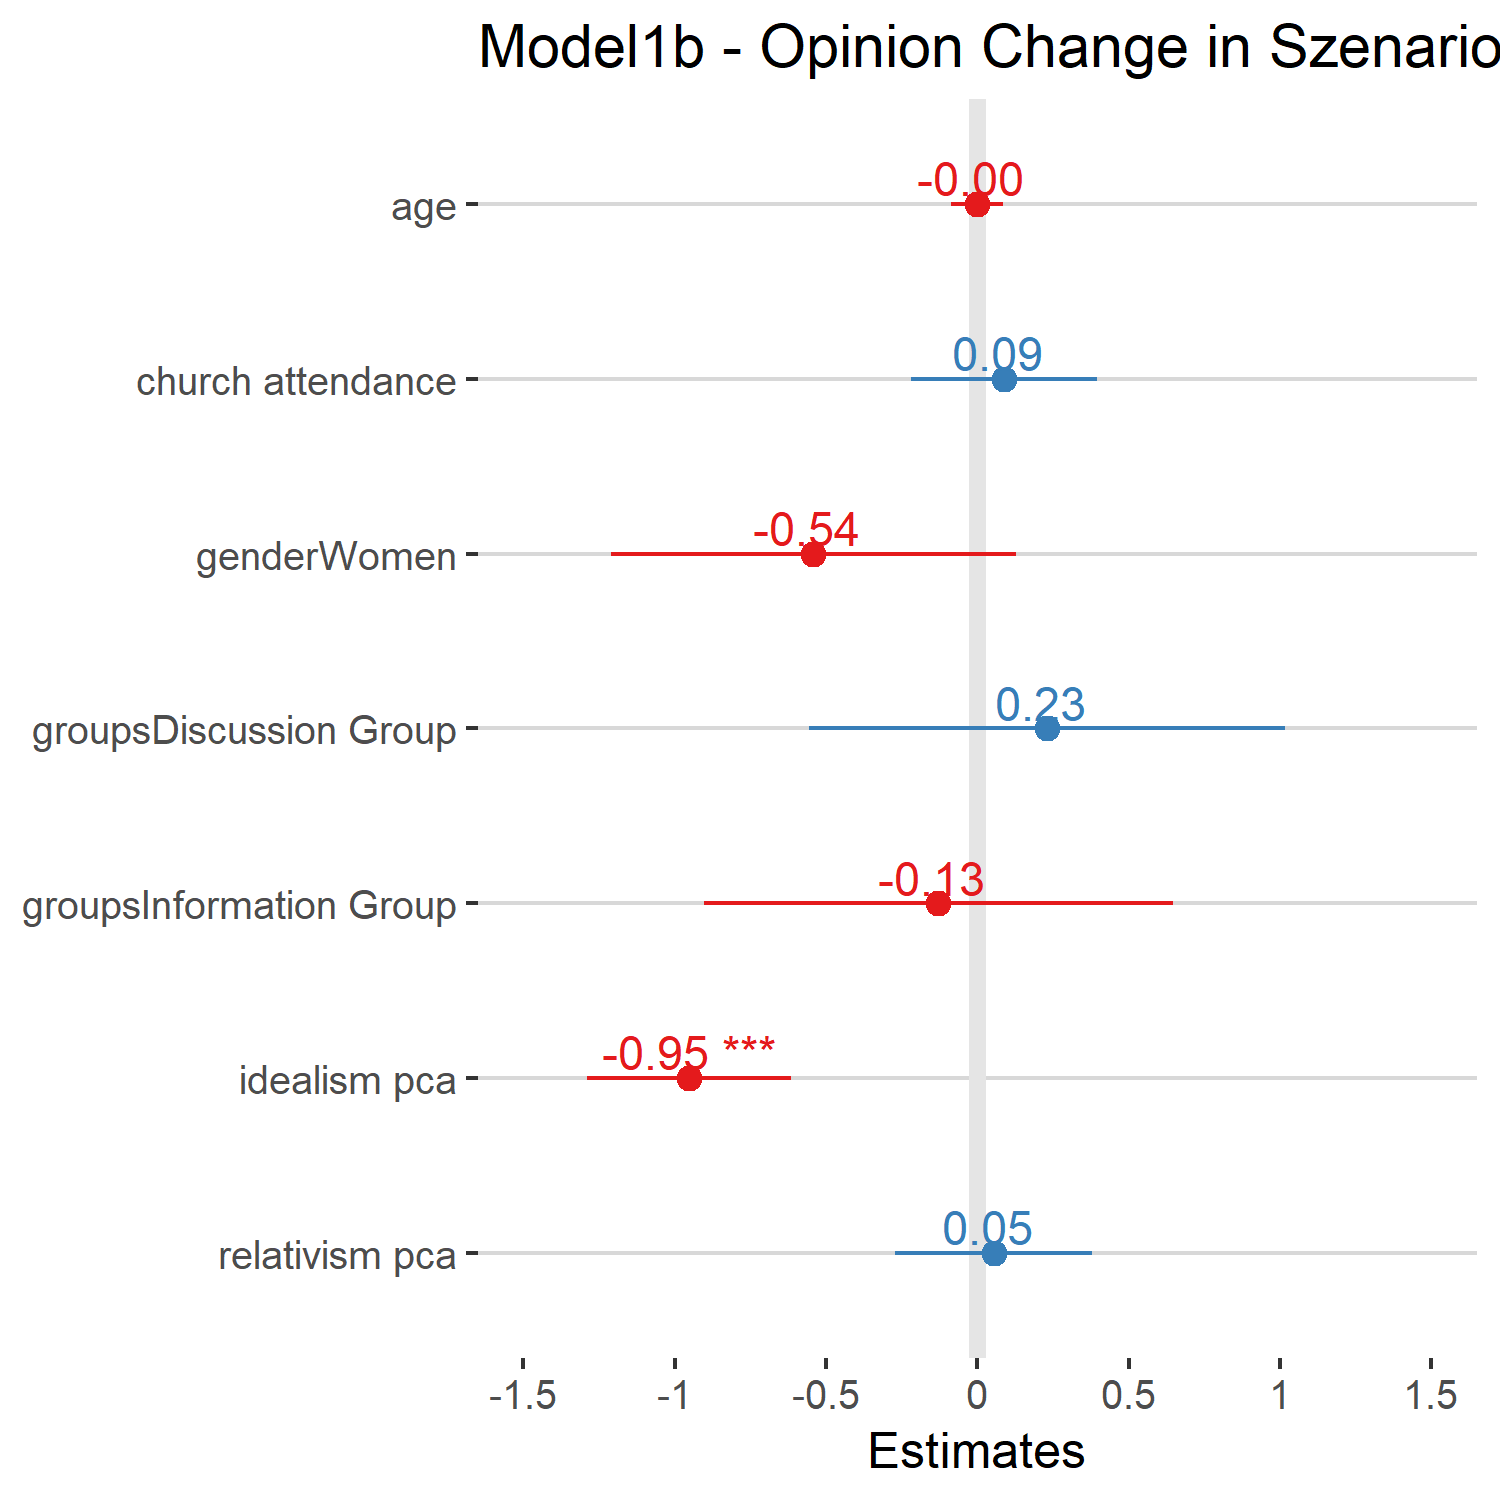 Model1b - Opinion Change in Szenario
age
-0.00
church attendance
0.09
genderWomen
-0.54
groupsDiscussion Group
0.23
groupsInformation Group
-0.13
idealism pca
-0.95 ***
relativism pca
0.05
-1.5 -1 -0.5 0 0.5 1 1.5
Estimates